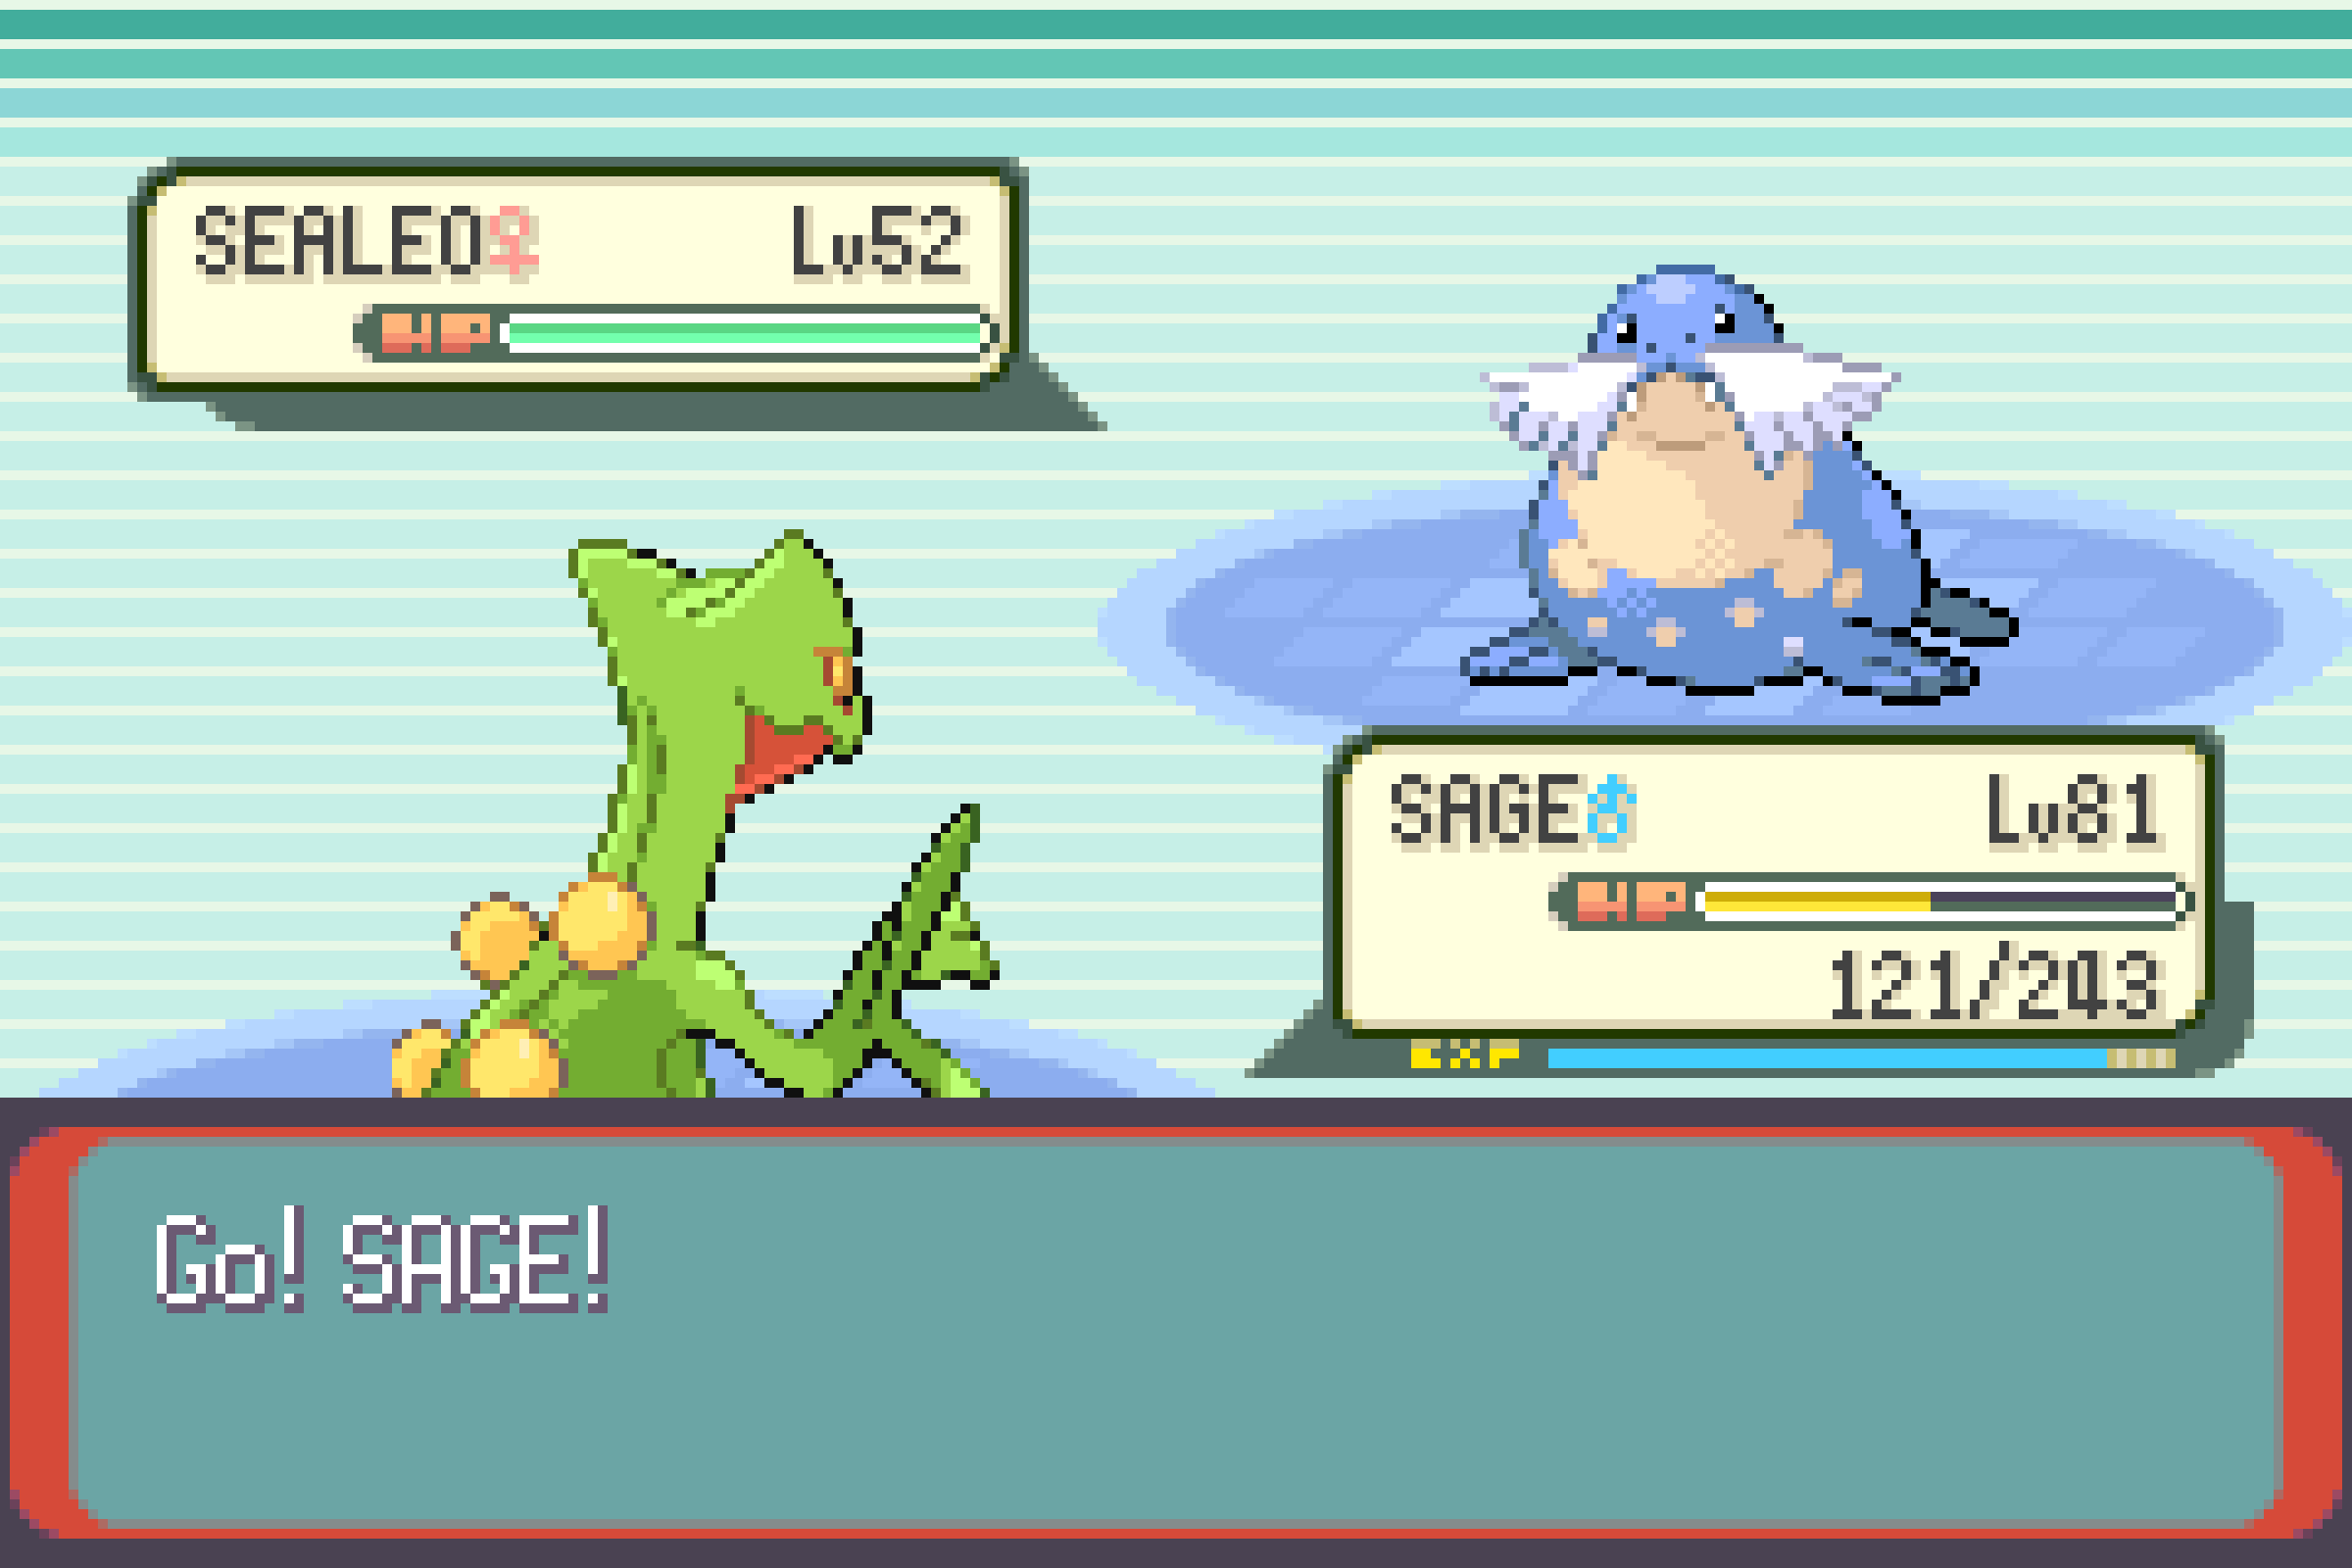 SEALEO♀ Lv52
HP
SAGE♂ Lv81
HP
121/243
EXP
Go! SAGE!